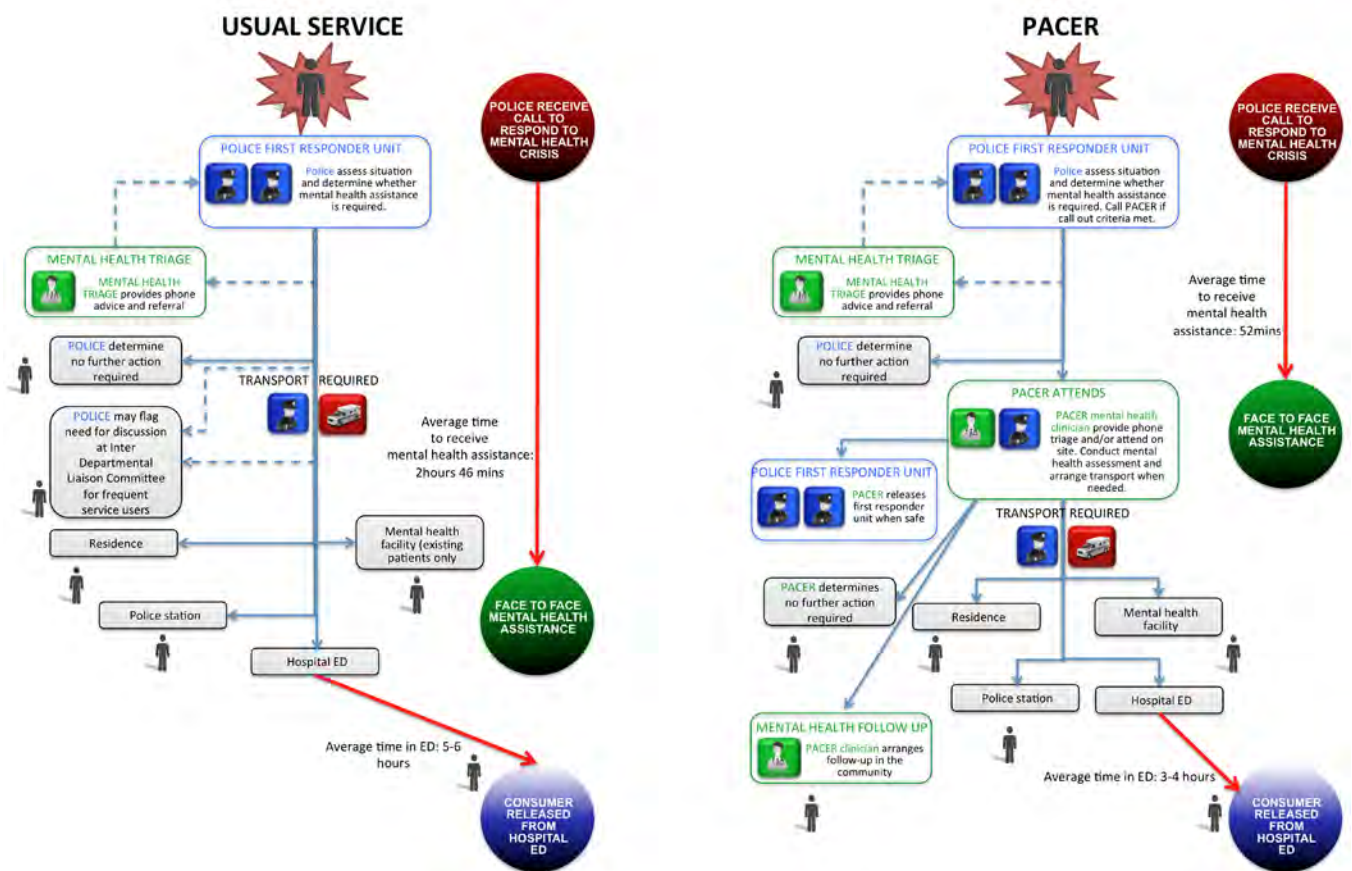 USUAL SERVICE
POLICE RECEIVE
CALL TO
RESPOND TO
MENTAL HEALTH
CRISIS
POLICE FIRST RESPONDER UNIT
Police assess situation
and determine whether
mental health assistance
is required.
MENTAL HEALTH TRIAGE
MENTAL HEALTH
TRIAGE provides phone
advice and referral
POLICE determine
no further action
required
TRANSPORT REQUIRED
POLICE may flag
need for discussion
at Inter
Departmental
Liaison Committee
for frequent
service users
Average time
to receive
mental health assistance:
2hours 46 mins
Residence
Mental health
facility (existing
patients only
Police station
FACE TO FACE
MENTAL HEALTH
ASSISTANCE
Hospital ED
Average time in ED: 5-6
hours
CONSUMER
RELEASED
FROM
HOSPITAL
ED
PACER
POLICE RECEIVE
CALL TO
RESPOND TO
MENTAL HEALTH
CRISIS
POLICE FIRST RESPONDER UNIT
Police assess situation
and determine whether
mental health assistance
is required. Call PACER if
call out criteria met.
MENTAL HEALTH TRIAGE
MENTAL HEALTH
TRIAGE provides phone
advice and referral
Average time
to receive
mental health
assistance: 52mins
POLICE determine
no further action
required
PACER ATTENDS
PACER mental health
clinician provide phone
triage and/or attend on
site. Conduct mental
health assessment and
arrange transport when
needed.
FACE TO FACE
MENTAL HEALTH
ASSISTANCE
POLICE FIRST RESPONDER UNIT
PACER releases
first responder
unit when safe
TRANSPORT REQUIRED
PACER determines
no further action
required
Residence
Mental health
facility
Police station
Hospital ED
MENTAL HEALTH FOLLOW UP
PACER clinician arranges
follow-up in the
community
Average time in ED: 3-4 hours
CONSUMER
RELEASED
FROM
HOSPITAL
ED